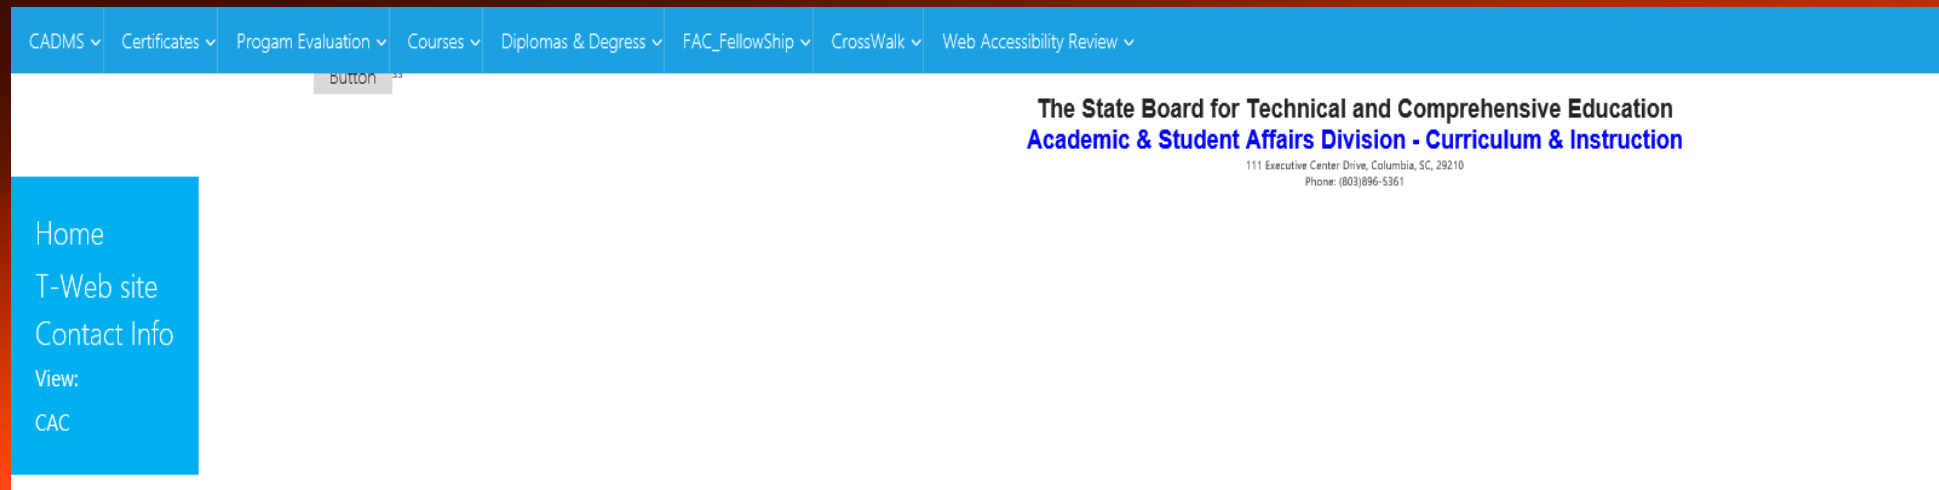 CADMS Certificates Progam Evaluation Courses Diplomas & Degress FAC_FellowShip CrossWalk Web Accessibility Review
Button
The State Board for Technical and Comprehensive Education
Academic & Student Affairs Division - Curriculum & Instruction
111 Executive Center Drive, Columbia, SC, 29210
Phone: (803)896-5361
Home
T-Web site
Contact Info
View:
CAC